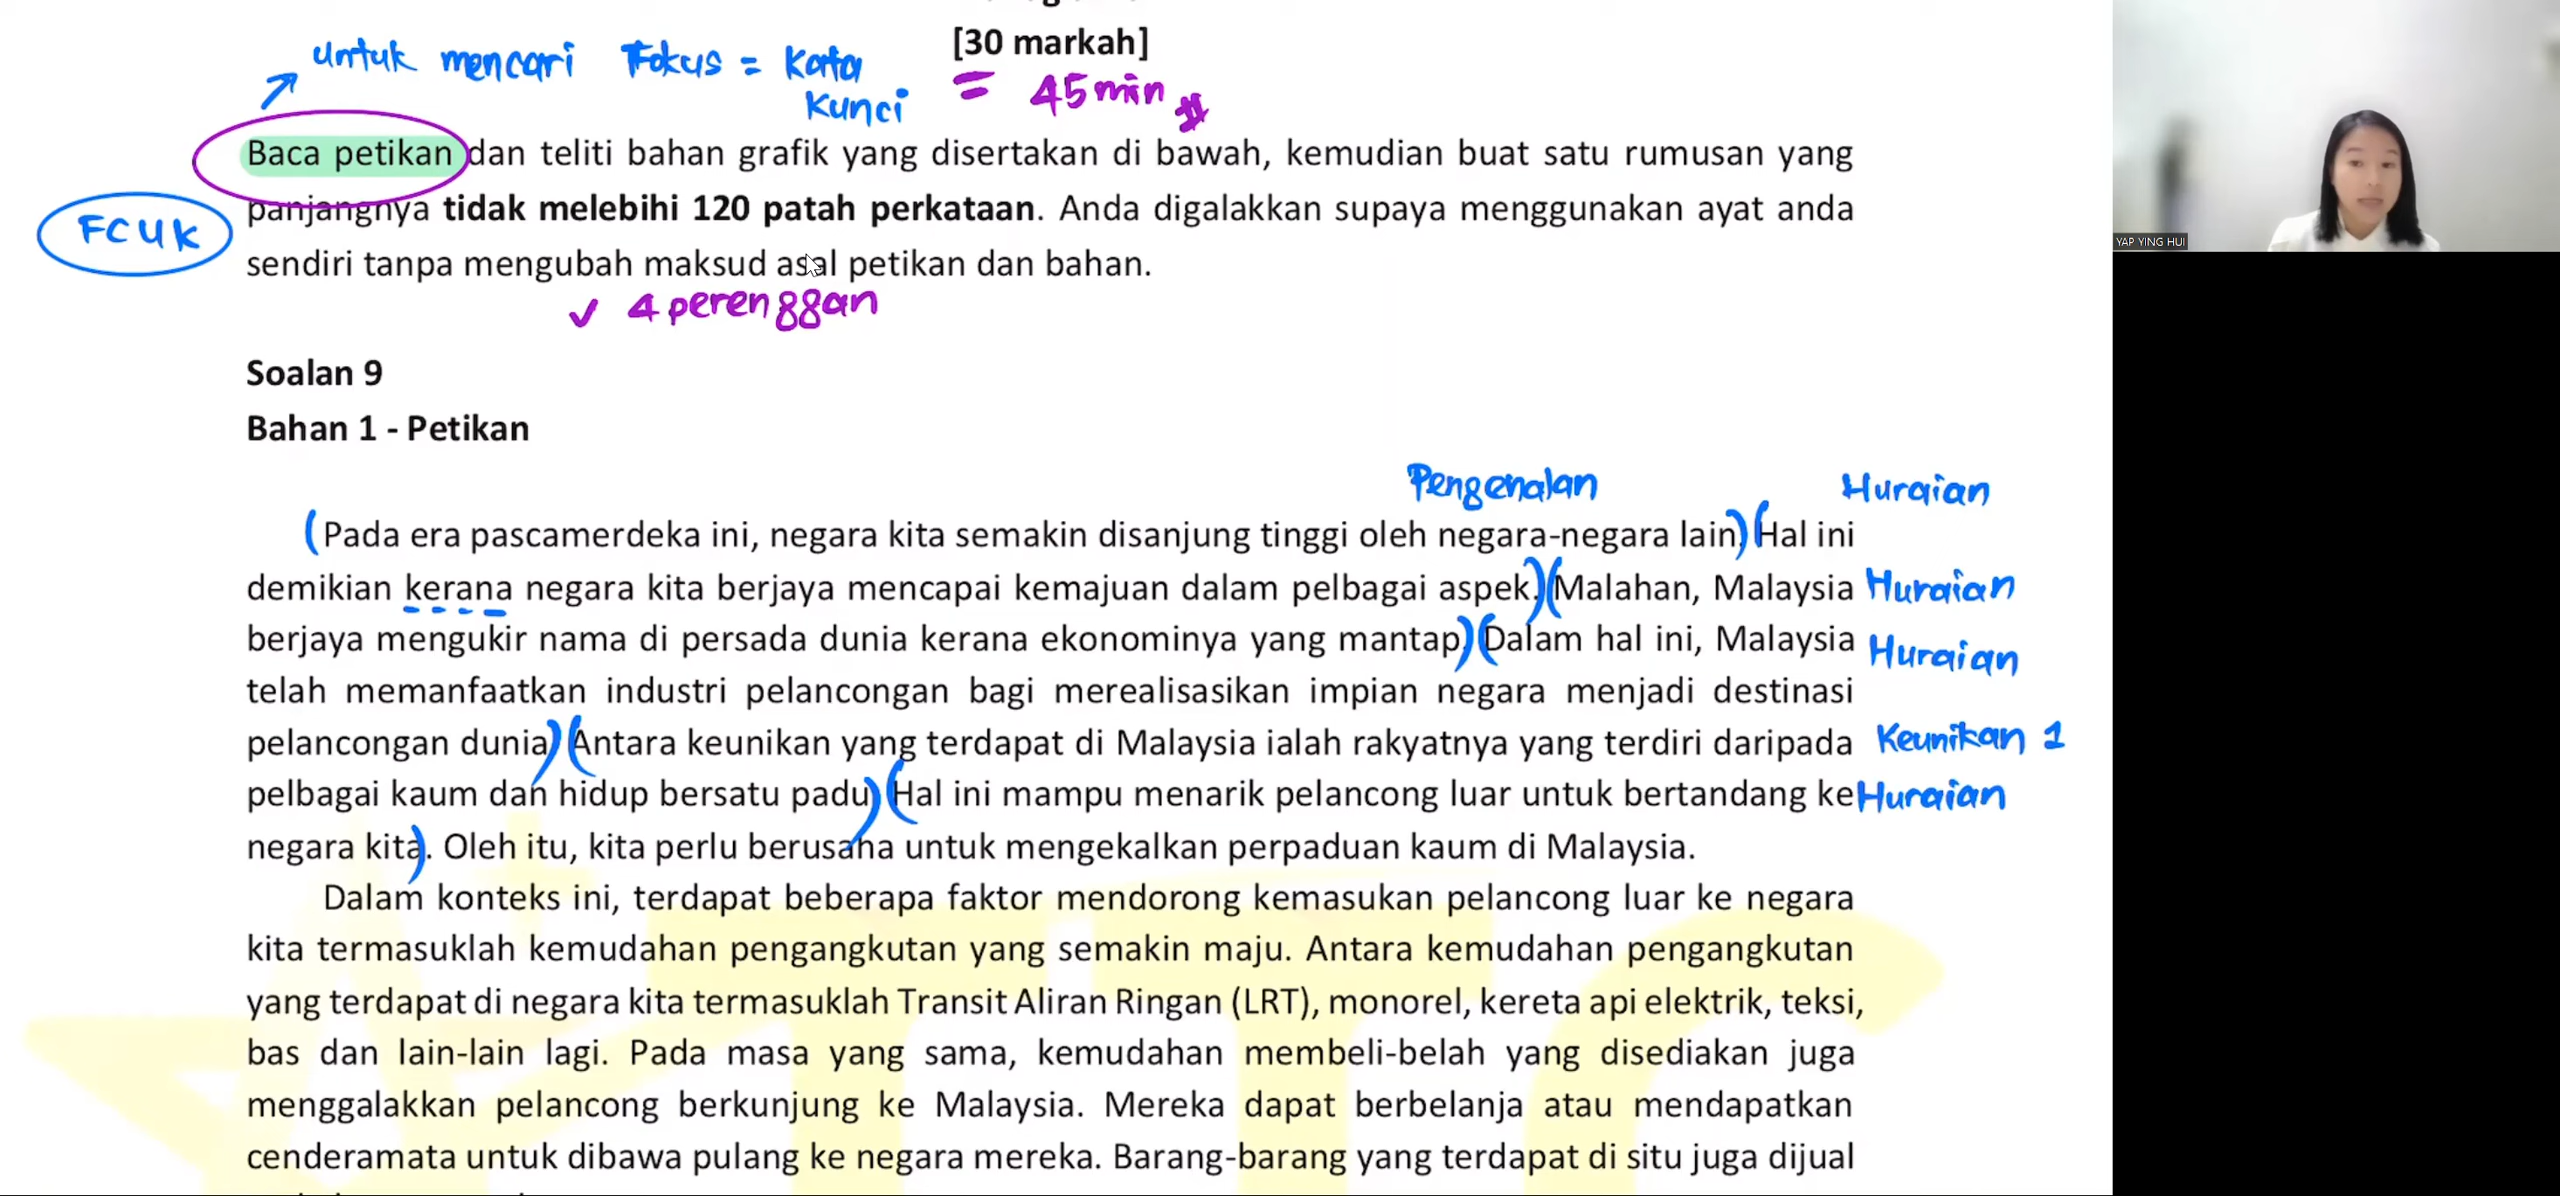 [30 markah]
untuk mencari Fokus = Kata Kunci
= 45 min
Baca petikan dan teliti bahan grafik yang disertakan di bawah, kemudian buat satu rumusan yang
FCUK
panjangnya tidak melebihi 120 patah perkataan. Anda digalakkan supaya menggunakan ayat anda
sendiri tanpa mengubah maksud asal petikan dan bahan.
✓ 4 perenggan
YAP YING HUI
Soalan 9
Bahan 1 - Petikan
Pengenalan Huraian
(Pada era pascamerdeka ini, negara kita semakin disanjung tinggi oleh negara-negara lain.)(Hal ini
demikian kerana negara kita berjaya mencapai kemajuan dalam pelbagai aspek.)(Malahan, Malaysia Huraian
berjaya mengukir nama di persada dunia kerana ekonominya yang mantap.)(Dalam hal ini, Malaysia Huraian
telah memanfaatkan industri pelancongan bagi merealisasikan impian negara menjadi destinasi
pelancongan dunia.)(Antara keunikan yang terdapat di Malaysia ialah rakyatnya yang terdiri daripada Keunikan 1
pelbagai kaum dan hidup bersatu padu.)(Hal ini mampu menarik pelancong luar untuk bertandang ke Huraian
negara kita). Oleh itu, kita perlu berusaha untuk mengekalkan perpaduan kaum di Malaysia.
Dalam konteks ini, terdapat beberapa faktor mendorong kemasukan pelancong luar ke negara
kita termasuklah kemudahan pengangkutan yang semakin maju. Antara kemudahan pengangkutan
yang terdapat di negara kita termasuklah Transit Aliran Ringan (LRT), monorel, kereta api elektrik, teksi,
bas dan lain-lain lagi. Pada masa yang sama, kemudahan membeli-belah yang disediakan juga
menggalakkan pelancong berkunjung ke Malaysia. Mereka dapat berbelanja atau mendapatkan
cenderamata untuk dibawa pulang ke negara mereka. Barang-barang yang terdapat di situ juga dijual